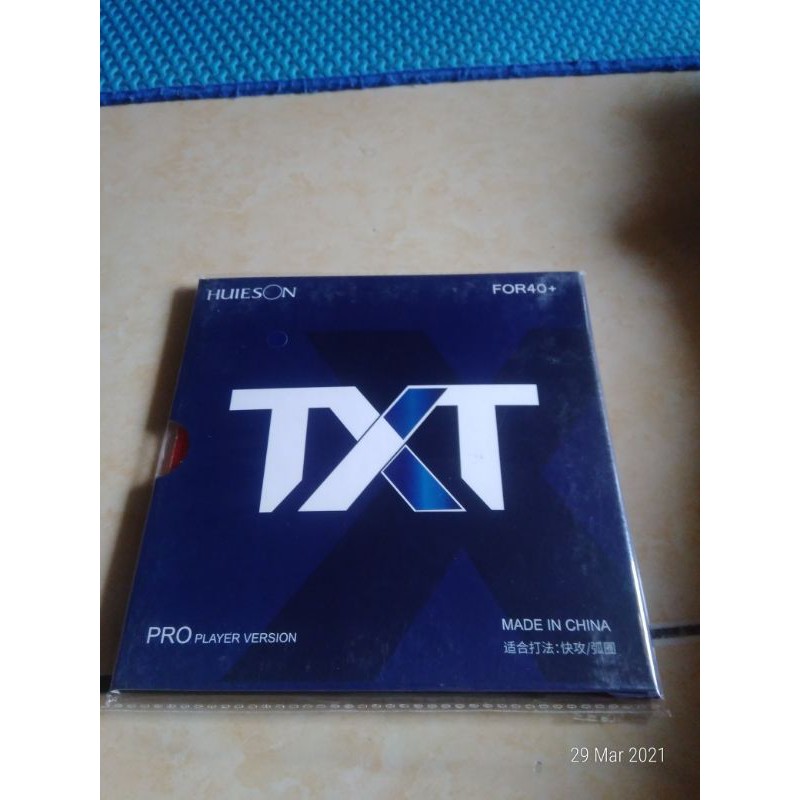 HUIESON
FOR40+
TXT
PRO PLAYER VERSION
MADE IN CHINA
适合打法:快攻/弧圈
29 Mar 2021